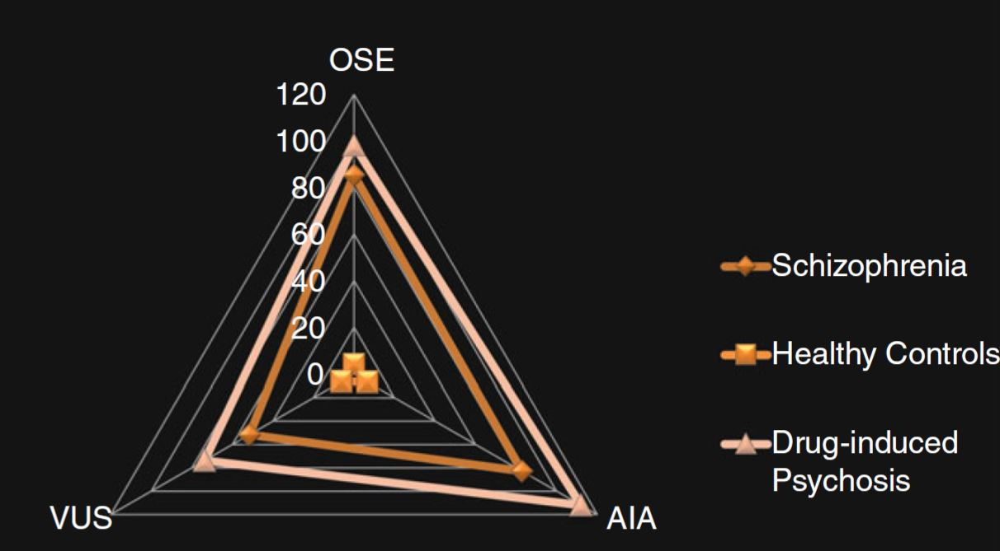 OSE
120
100
80
60
40
20
0
VUS
AIA
Schizophrenia
Healthy Controls
Drug-induced
Psychosis